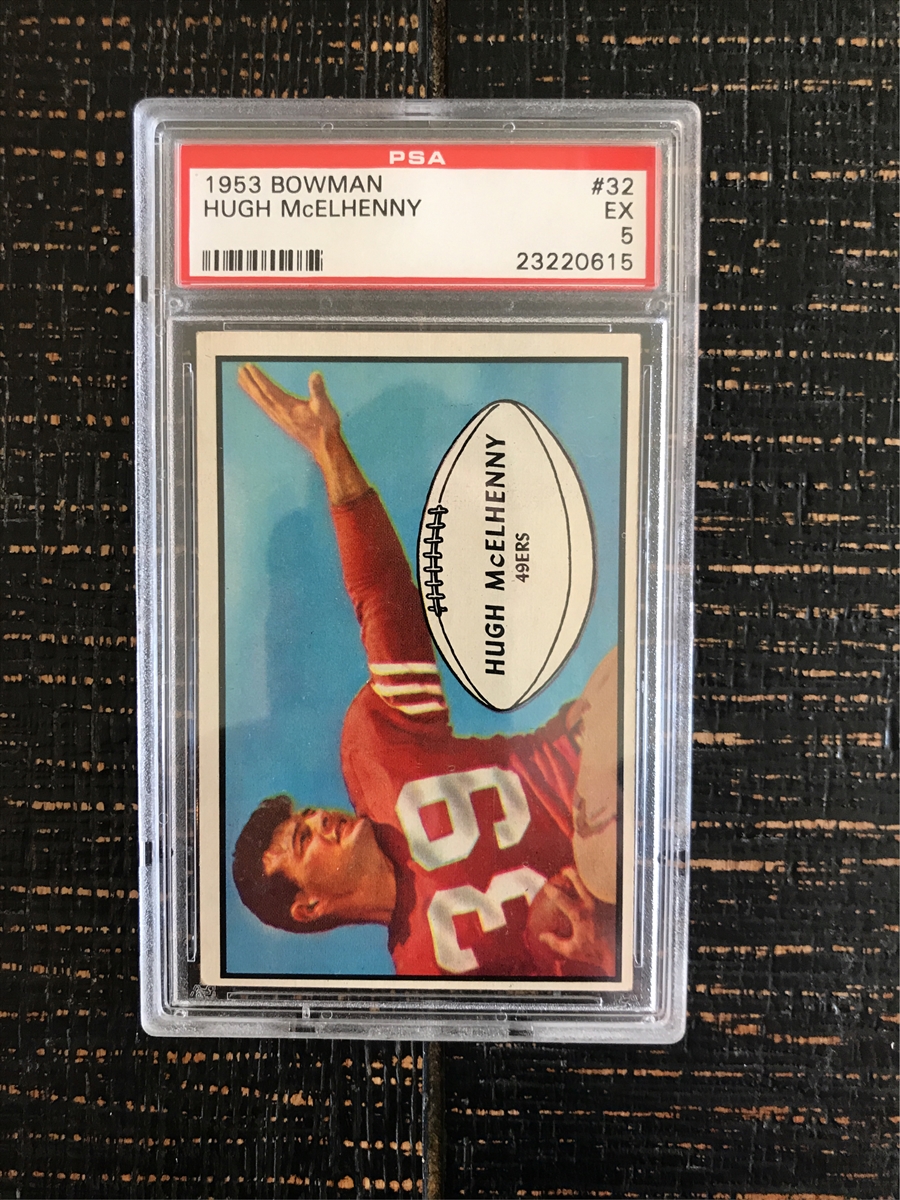 PSA
1953 BOWMAN #32
HUGH McELHENNY EX
5
23220615
HUGH McELHENNY
49ERS
39